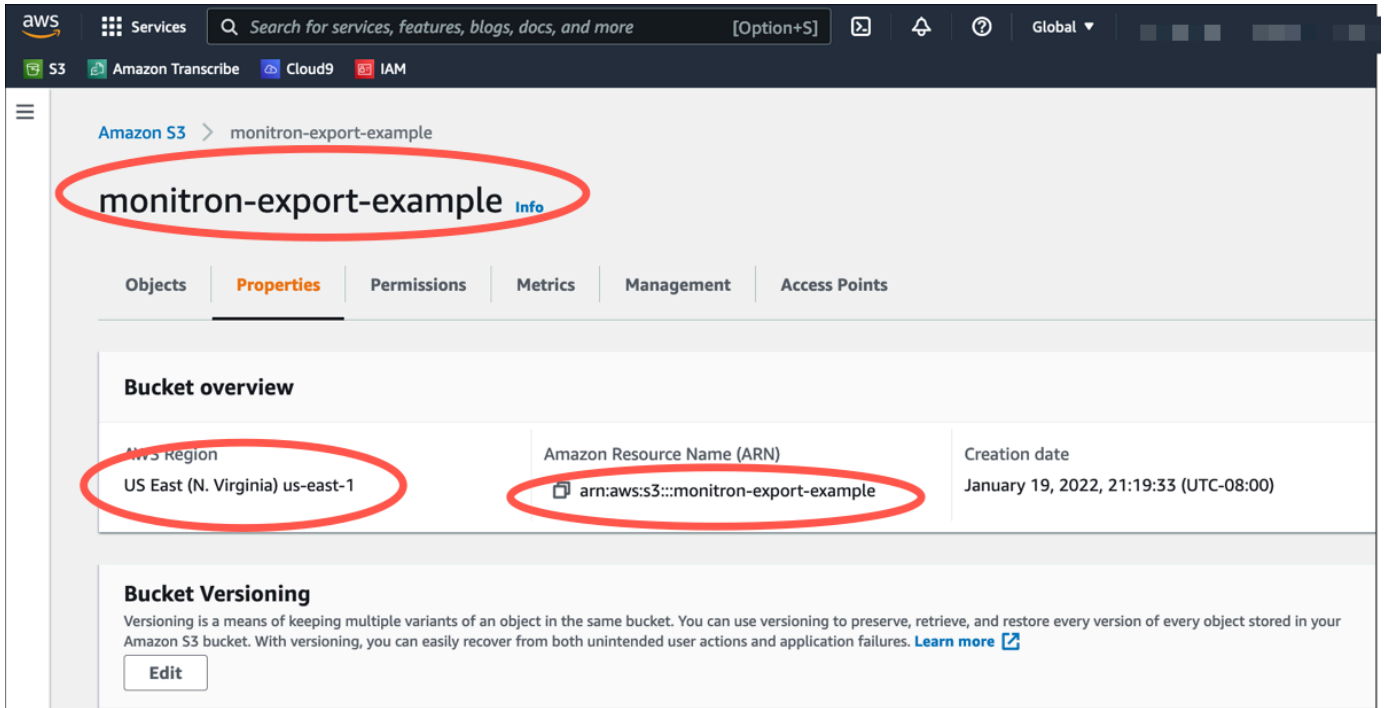 aws
Services Search for services, features, blogs, docs, and more [Option+S] Global ▼
S3 Amazon Transcribe Cloud9 IAM
Amazon S3 > monitron-export-example
monitron-export-example Info
Objects Properties Permissions Metrics Management Access Points
Bucket overview
AWS Region
US East (N. Virginia) us-east-1
Amazon Resource Name (ARN)
arn:aws:s3:::monitron-export-example
Creation date
January 19, 2022, 21:19:33 (UTC-08:00)
Bucket Versioning
Versioning is a means of keeping multiple variants of an object in the same bucket. You can use versioning to preserve, retrieve, and restore every version of every object stored in your
Amazon S3 bucket. With versioning, you can easily recover from both unintended user actions and application failures. Learn more
Edit